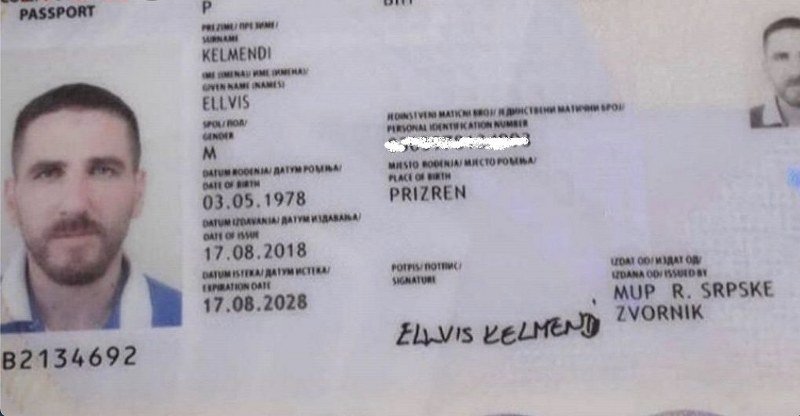 PASSPORT
P
PREZIME/ ПРЕЗИМЕ/
SURNAME
KELMENDI
IME (IMENA)/ ИМЕ (ИМЕНА)/
GIVEN NAME (NAMES)
ELLVIS
SPOL/ ПОЛ/
GENDER
M
JEDINSTVENI MATIČNI BROJ/ ЈЕДИНСТВЕНИ МАТИЧНИ БРОЈ/
PERSONAL IDENTIFICATION NUMBER
DATUM ROĐENJA/ ДАТУМ РОЂЕЊА/
DATE OF BIRTH
03.05.1978
MJESTO ROĐENJA/ МЈЕСТО РОЂЕЊА/
PLACE OF BIRTH
PRIZREN
DATUM IZDAVANJA/ ДАТУМ ИЗДАВАЊА/
DATE OF ISSUE
17.08.2018
DATUM ISTEKA/ ДАТУМ ИСТЕКА/
EXPIRATION DATE
17.08.2028
POTPIS/ ПОТПИС/
SIGNATURE
ELLVIS KELMENDI
IZDAT OD/ ИЗДАТ ОД/
IZDANA OD/ ISSUED BY
MUP R. SRPSKE
ZVORNIK
B2134692